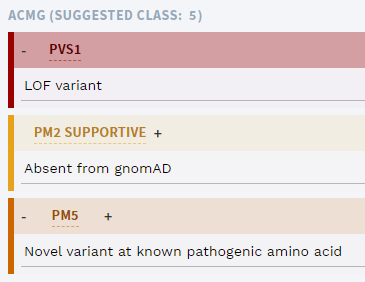 ACMG (SUGGESTED CLASS: 5)
- PVS1
LOF variant
PM2 SUPPORTIVE +
Absent from gnomAD
- PM5 +
Novel variant at known pathogenic amino acid